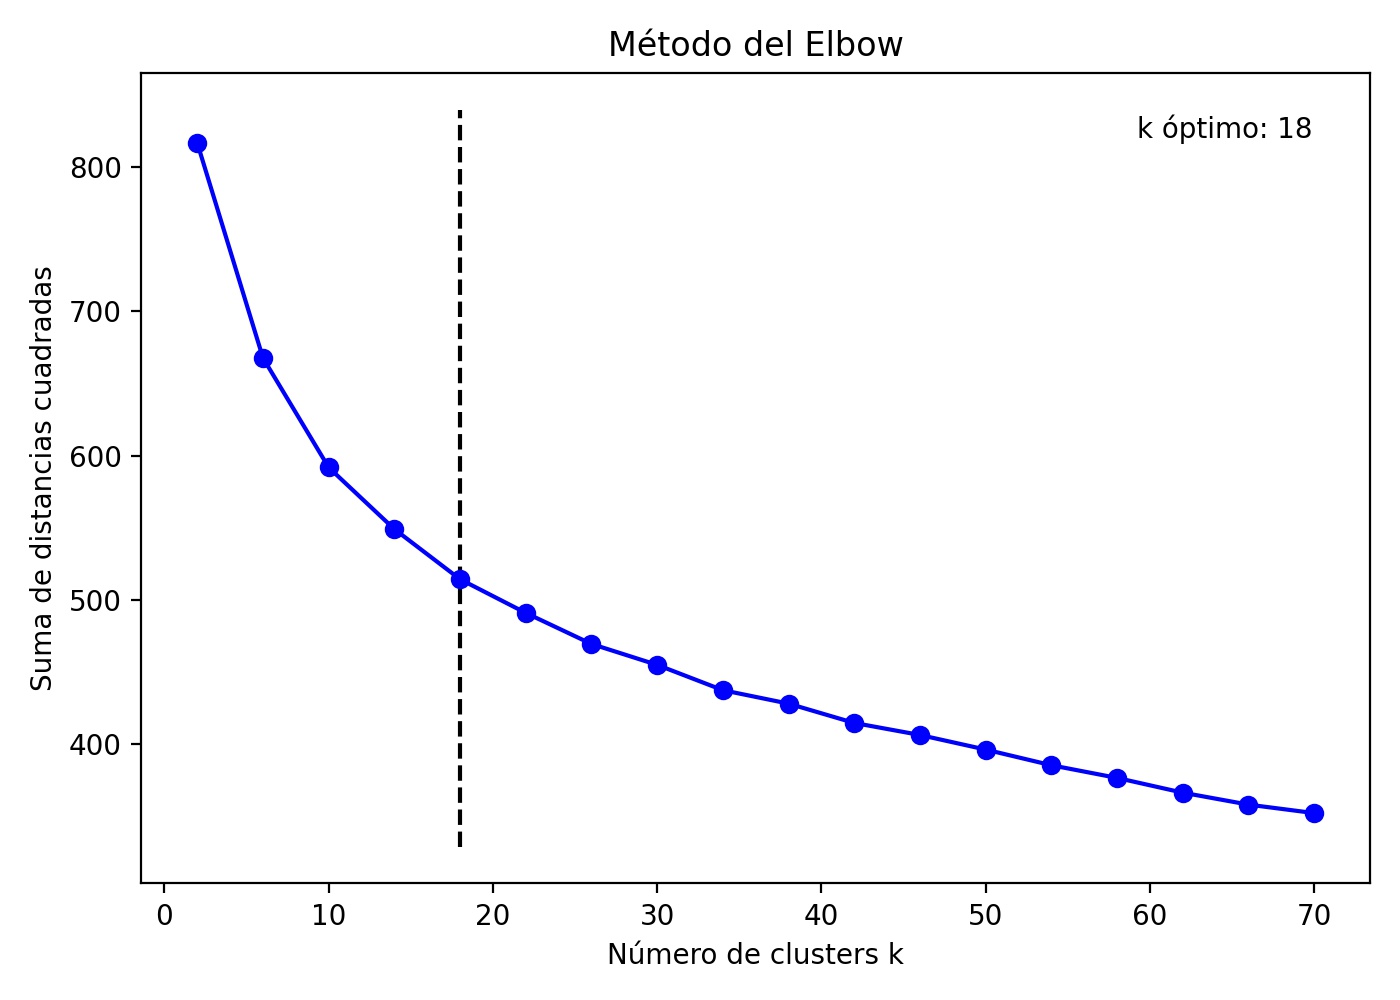 Método del Elbow
k óptimo: 18
Suma de distancias cuadradas
800
700
600
500
400
0 10 20 30 40 50 60 70
Número de clusters k